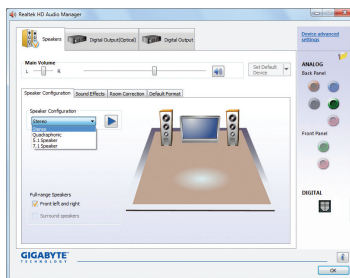 Realtek HD Audio Manager
Speakers
Digital Output(Optical)
Digital Output
Device advanced settings
Main Volume
L
R
Set Default Device
ANALOG
Back Panel
Speaker Configuration
Sound Effects
Room Correction
Default Format
Speaker Configuration
Stereo
Stereo
Quadraphonic
5.1 Speaker
7.1 Speaker
Front Panel
Full-range Speakers
Front left and right
Surround speakers
DIGITAL
GIGABYTE
TECHNOLOGY
OK